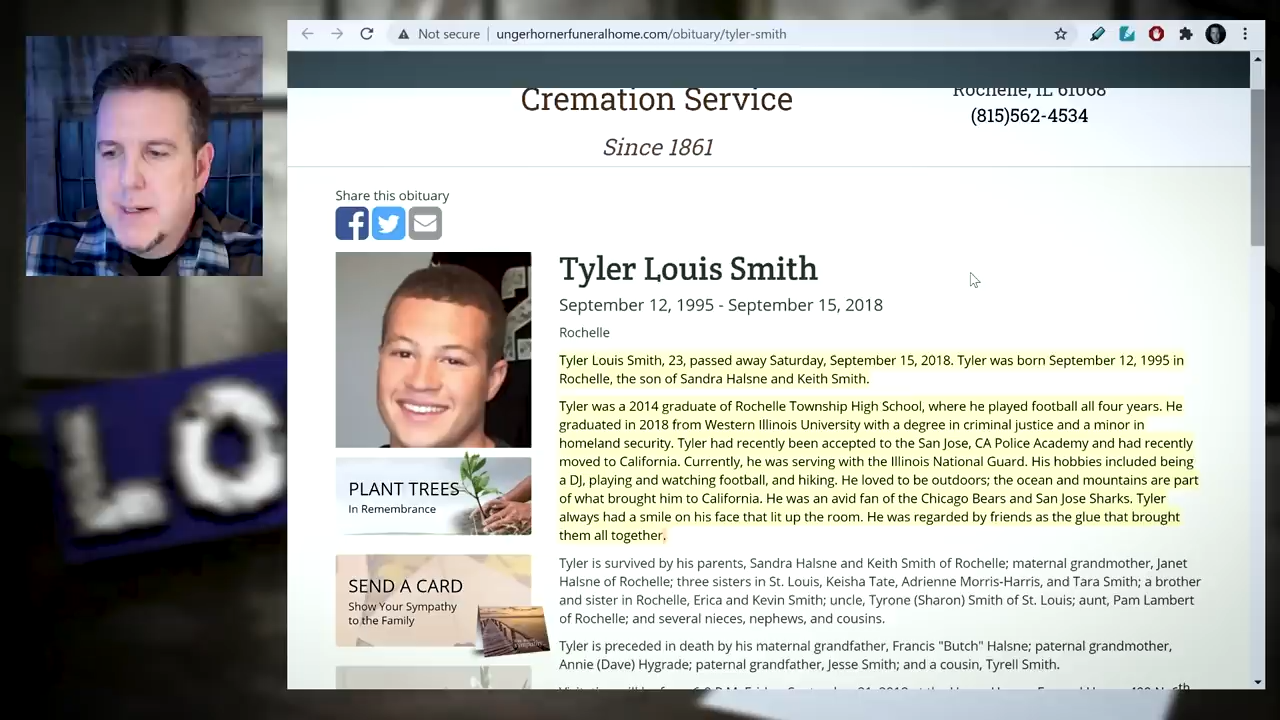 Not secure
ungerhornerfuneralhome.com/obituary/tyler-smith
Cremation Service
Since 1861
Rochelle, IL 61068
(815)562-4534
Share this obituary
Tyler Louis Smith
September 12, 1995 - September 15, 2018
Rochelle
Tyler Louis Smith, 23, passed away Saturday, September 15, 2018. Tyler was born September 12, 1995 in
Rochelle, the son of Sandra Halsne and Keith Smith.
Tyler was a 2014 graduate of Rochelle Township High School, where he played football all four years. He
graduated in 2018 from Western Illinois University with a degree in criminal justice and a minor in
homeland security. Tyler had recently been accepted to the San Jose, CA Police Academy and had recently
moved to California. Currently, he was serving with the Illinois National Guard. His hobbies included being
a DJ, playing and watching football, and hiking. He loved to be outdoors; the ocean and mountains are part
of what brought him to California. He was an avid fan of the Chicago Bears and San Jose Sharks. Tyler
always had a smile on his face that lit up the room. He was regarded by friends as the glue that brought
them all together.
Tyler is survived by his parents, Sandra Halsne and Keith Smith of Rochelle; maternal grandmother, Janet
Halsne of Rochelle; three sisters in St. Louis, Keisha Tate, Adrienne Morris-Harris, and Tara Smith; a brother
and sister in Rochelle, Erica and Kevin Smith; uncle, Tyrone (Sharon) Smith of St. Louis; aunt, Pam Lambert
of Rochelle; and several nieces, nephews, and cousins.
Tyler is preceded in death by his maternal grandfather, Francis "Butch" Halsne; paternal grandmother,
Annie (Dave) Hygrade; paternal grandfather, Jesse Smith; and a cousin, Tyrell Smith.
PLANT TREES
In Remembrance
SEND A CARD
Show Your Sympathy
to the Family
LO